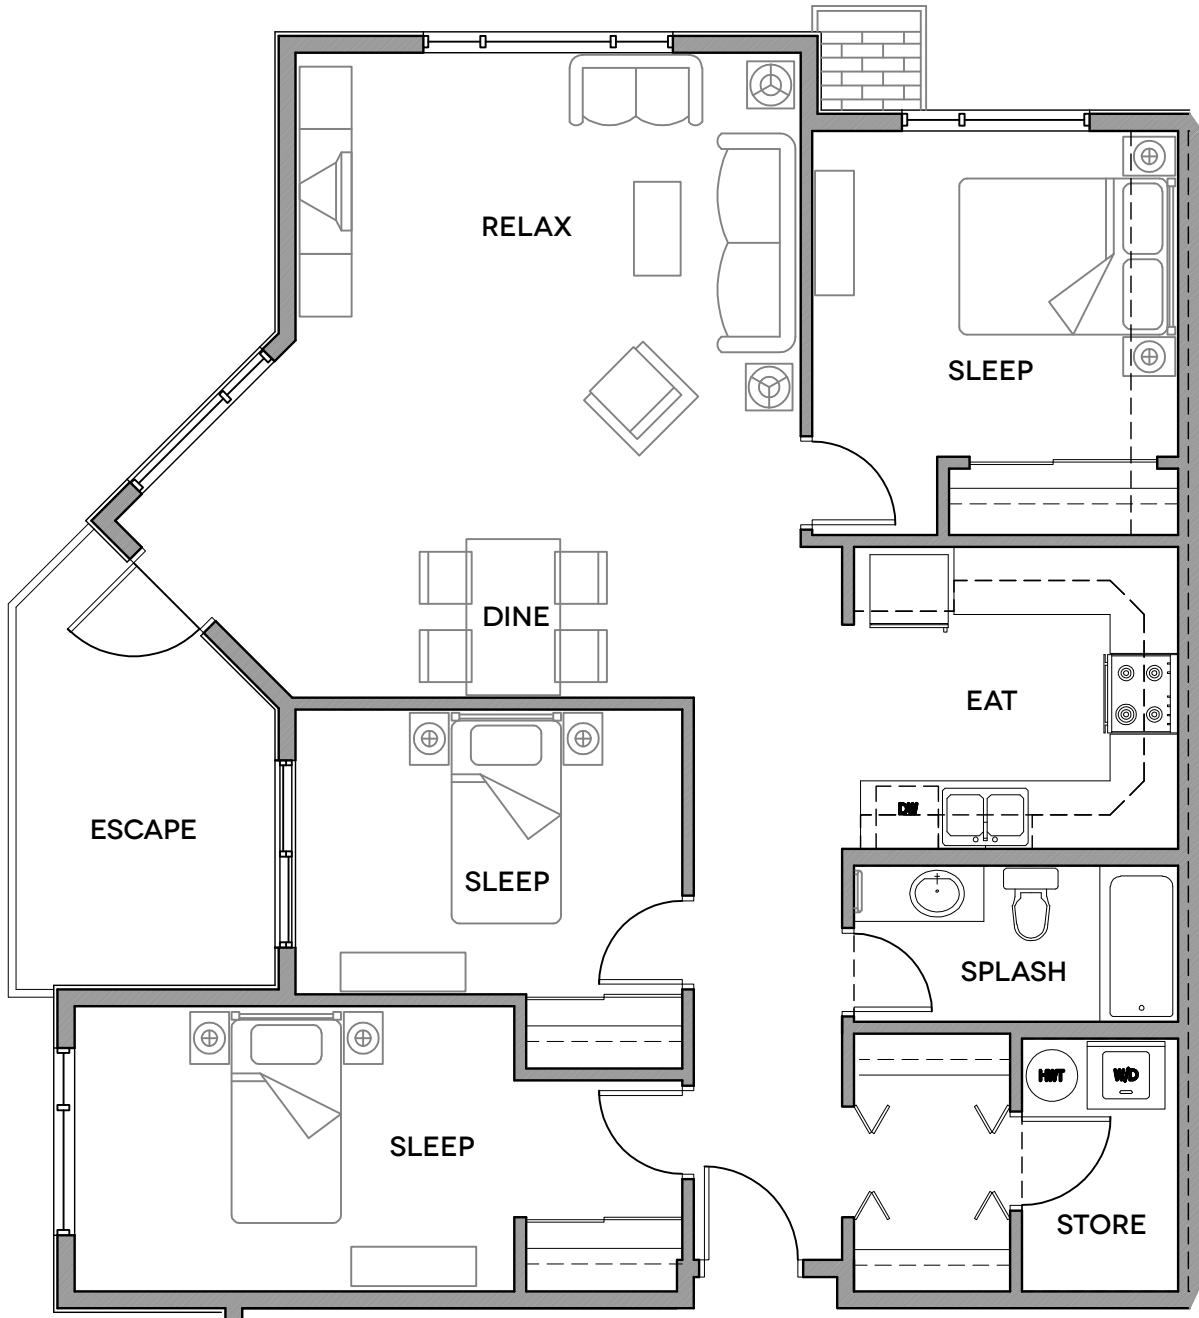 RELAX
SLEEP
DINE
EAT
DW
ESCAPE
SLEEP
SPLASH
HWT
W/D
SLEEP
STORE